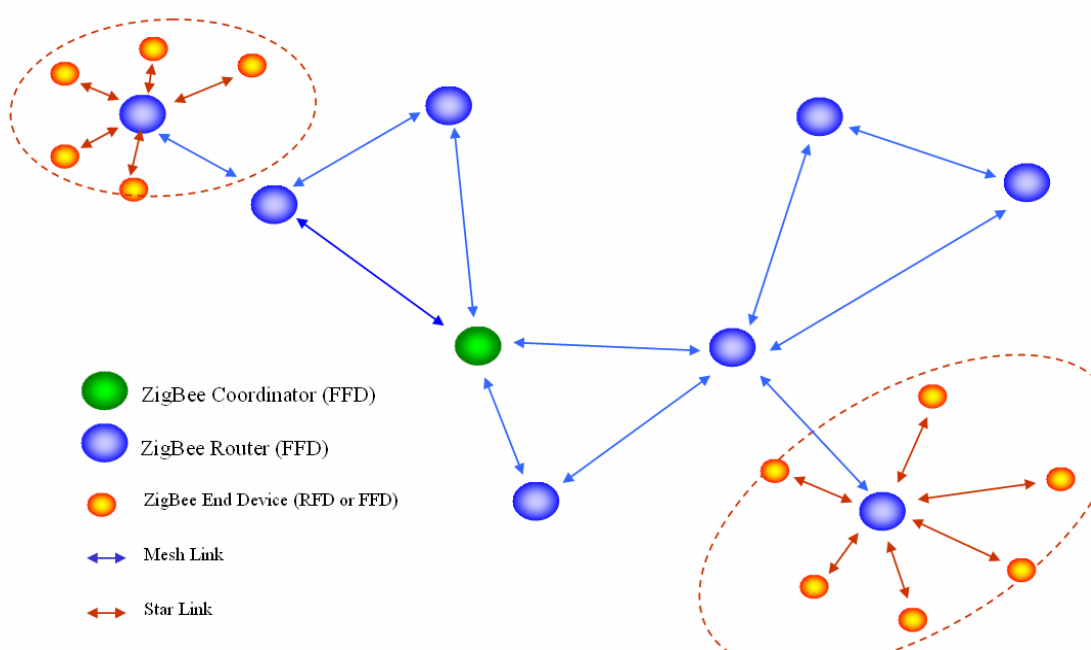 ZigBee Coordinator (FFD)
ZigBee Router (FFD)
ZigBee End Device (RFD or FFD)
Mesh Link
Star Link